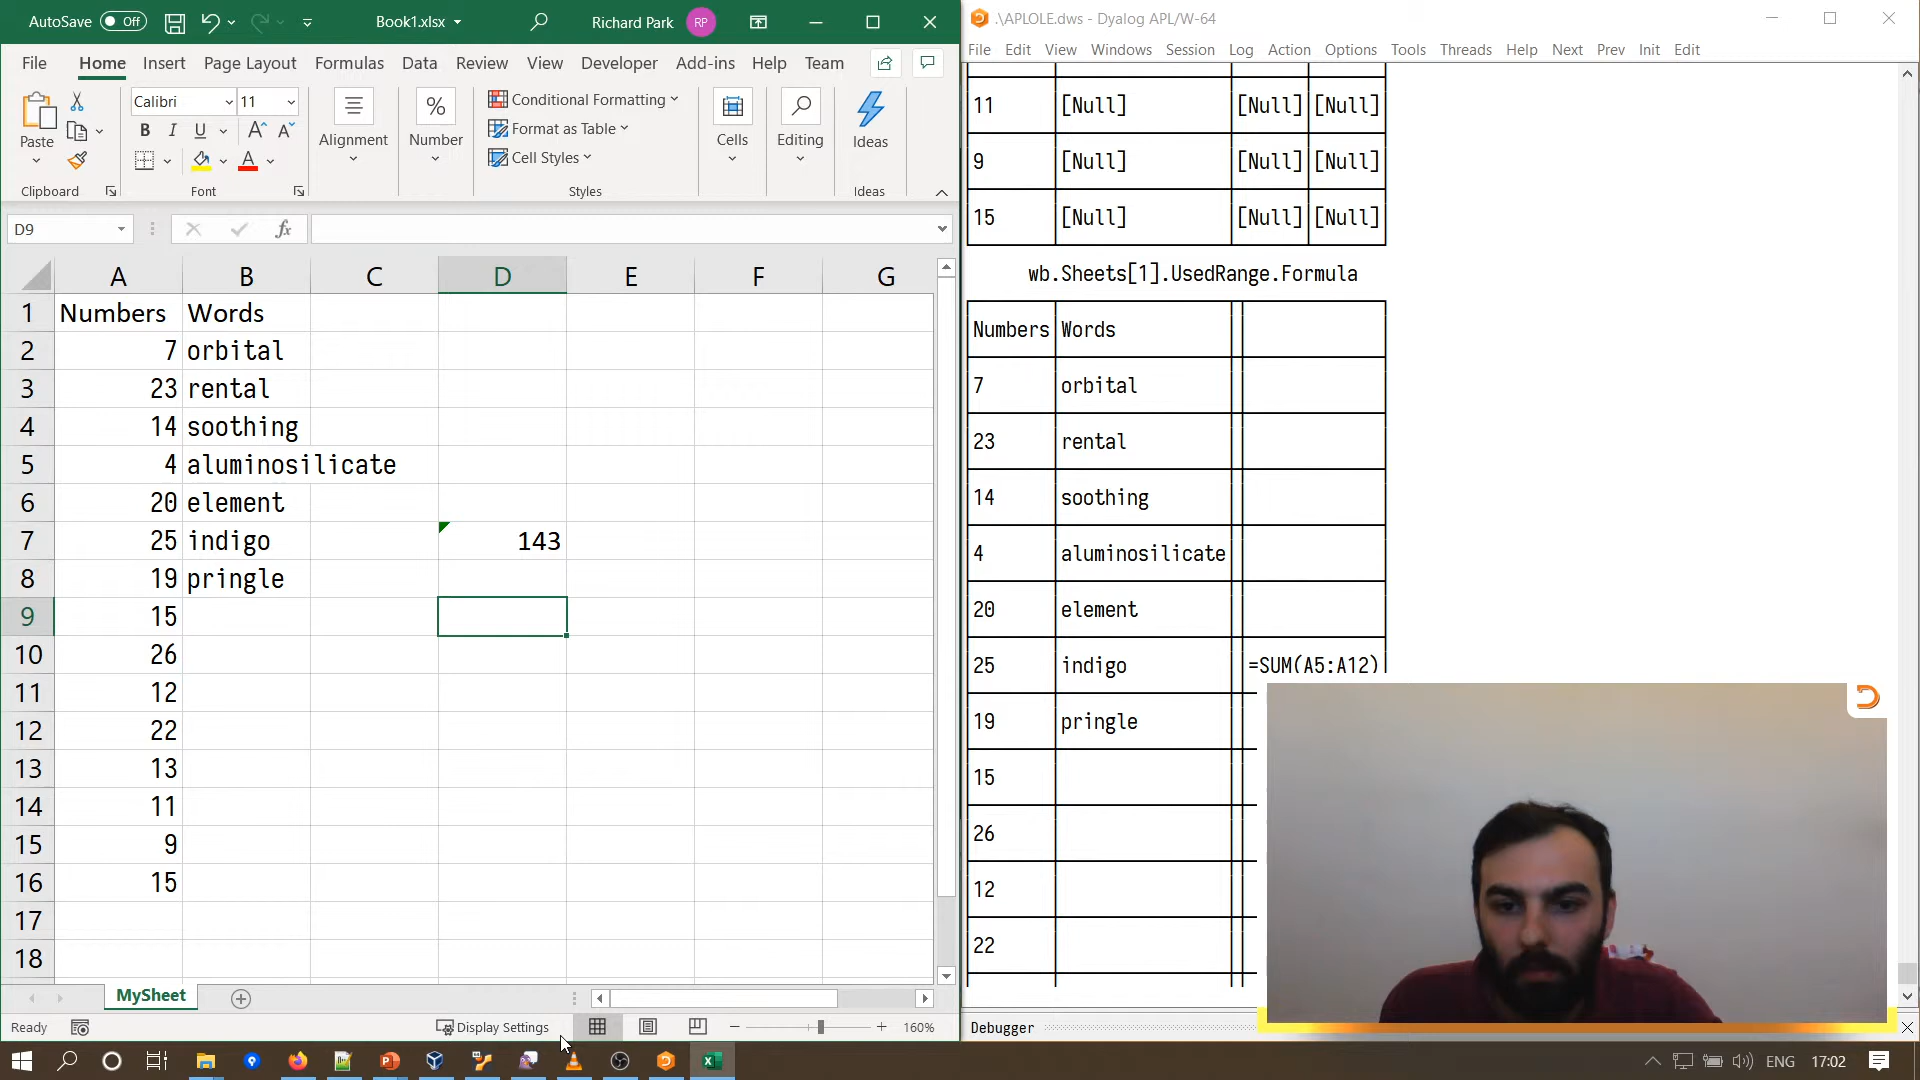 AutoSave Off Book1.xlsx Richard Park RP
File Home Insert Page Layout Formulas Data Review View Developer Add-ins Help Team
Paste
Clipboard
Calibri 11
B I U A A
A
Font
Alignment
% Number
Conditional Formatting
Format as Table
Cell Styles
Styles
Cells
Editing
Ideas
Ideas
D9 fx
A B C D E F G
1 Numbers Words
2 7 orbital
3 23 rental
4 14 soothing
5 4 aluminosilicate
6 20 element
7 25 indigo 143
8 19 pringle
9 15
10 26
11 12
12 22
13 13
14 11
15 9
16 15
17
18
MySheet
Ready Display Settings 160%
.\APLOLE.dws - Dyalog APL/W-64
File Edit View Windows Session Log Action Options Tools Threads Help Next Prev Init Edit
11 [Null] [Null] [Null]
9 [Null] [Null] [Null]
15 [Null] [Null] [Null]
wb.Sheets[1].UsedRange.Formula
Numbers Words
7 orbital
23 rental
14 soothing
4 aluminosilicate
20 element
25 indigo =SUM(A5:A12)
19 pringle
15
26
12
22
Debugger
ENG 17:02